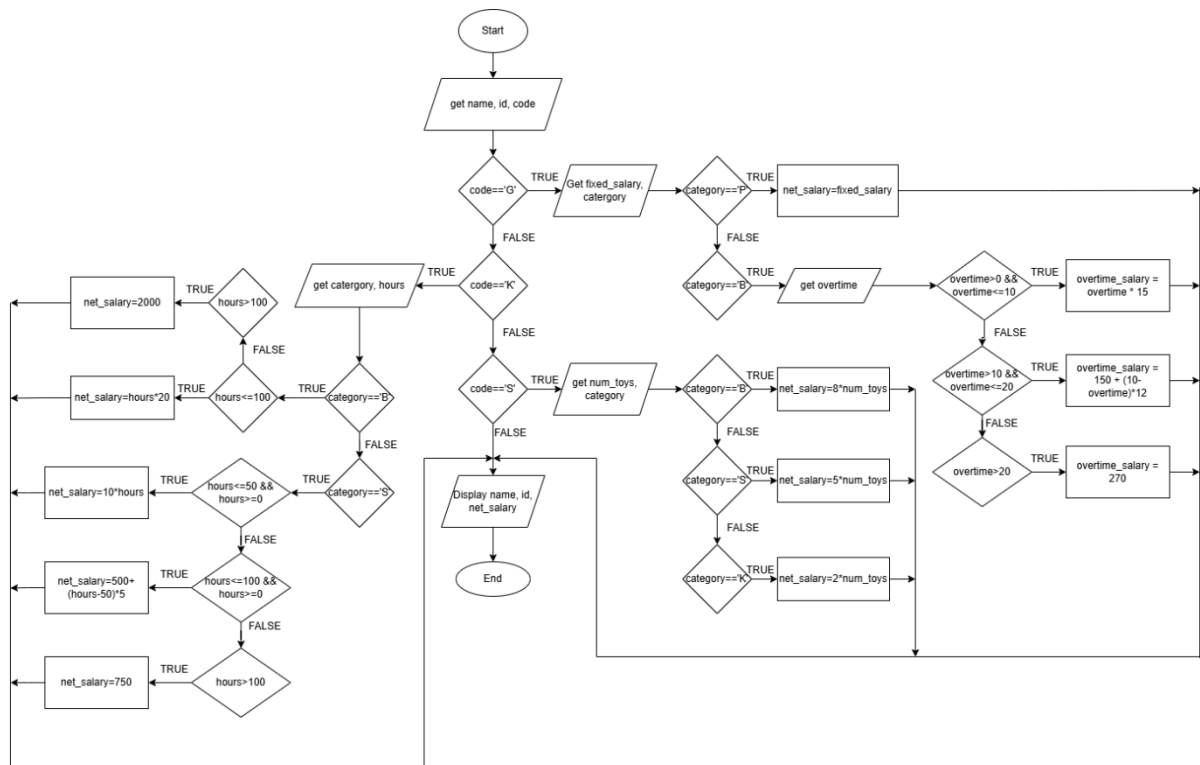 Start
get name, id, code
code=='G'
TRUE
Get fixed_salary,
catergory
category=='P'
TRUE
net_salary=fixed_salary
FALSE
FALSE
code=='K'
TRUE
get catergory, hours
category=='B'
TRUE
get overtime
overtime>0 &&
overtime<=10
TRUE
overtime_salary =
overtime * 15
hours>100
TRUE
net_salary=2000
FALSE
FALSE
FALSE
code=='S'
TRUE
get num_toys,
category
category=='B'
TRUE
net_salary=8*num_toys
overtime>10 &&
overtime<=20
TRUE
overtime_salary =
150 + (10-
overtime)*12
category=='B'
TRUE
hours<=100
TRUE
net_salary=hours*20
FALSE
FALSE
FALSE
FALSE
category=='S'
TRUE
hours<=50 &&
hours>=0
TRUE
net_salary=10*hours
Display name, id,
net_salary
category=='S'
TRUE
net_salary=5*num_toys
overtime>20
TRUE
overtime_salary =
270
FALSE
FALSE
hours<=100 &&
hours>=0
TRUE
net_salary=500+
(hours-50)*5
End
category=='K'
TRUE
net_salary=2*num_toys
FALSE
hours>100
TRUE
net_salary=750